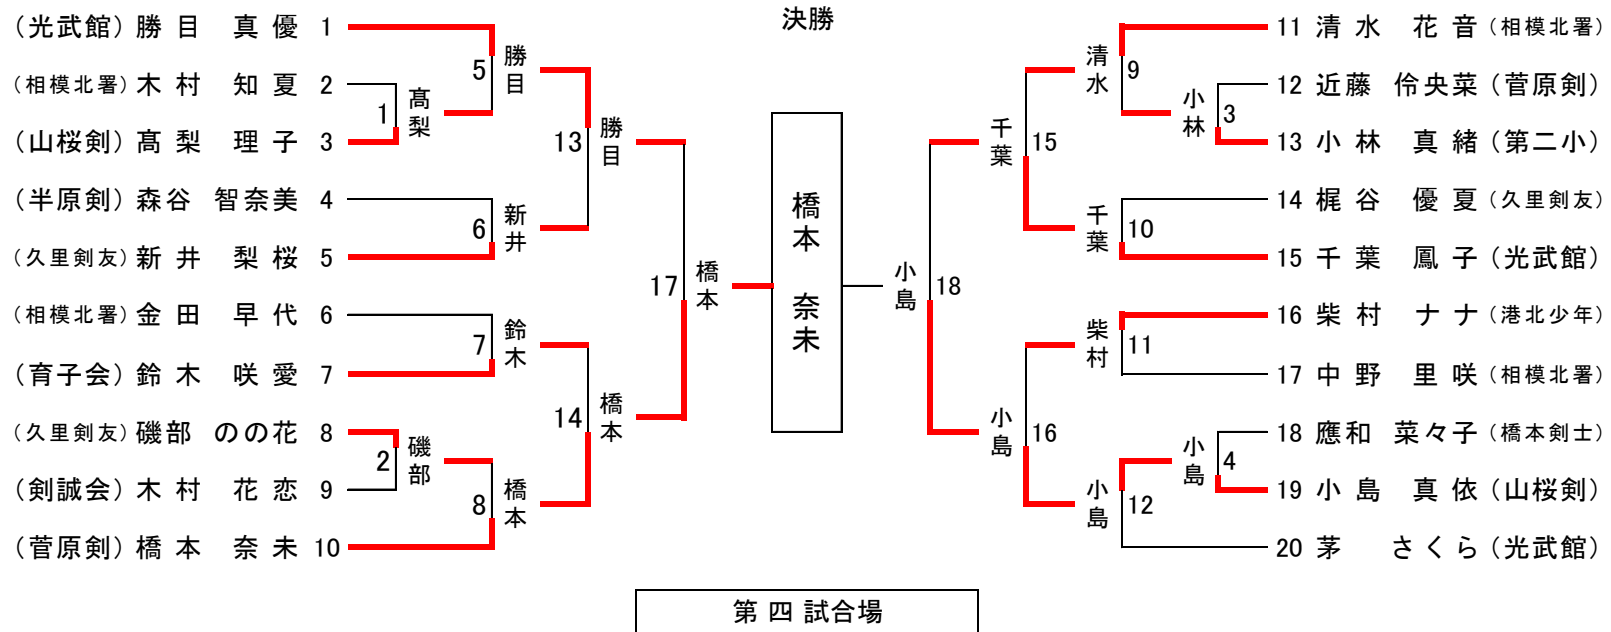 決勝
(光武館) 勝目 真優 1
(相模北署) 木村 知夏 2
(山桜剣) 髙梨 理子 3
(半原剣) 森谷 智奈美 4
(久里剣友) 新井 梨桜 5
(相模北署) 金田 早代 6
(育子会) 鈴木 咲愛 7
(久里剣友) 磯部 のの花 8
(剣誠会) 木村 花恋 9
(菅原剣) 橋本 奈未 10
1
髙梨
2
磯部
5
勝目
6
新井
7
鈴木
8
橋本
13
勝目
14
橋本
17
橋本
橋本 奈未
小島
18
千葉
小島
15
16
清水
千葉
柴村
小島
9
10
11
12
小林
3
小島
4
11 清水 花音 (相模北署)
12 近藤 伶央菜 (菅原剣)
13 小林 真緒 (第二小)
14 梶谷 優夏 (久里剣友)
15 千葉 鳳子 (光武館)
16 柴村 ナナ (港北少年)
17 中野 里咲 (相模北署)
18 應和 菜々子 (橋本剣士)
19 小島 真依 (山桜剣)
20 茅 さくら (光武館)
第四試合場